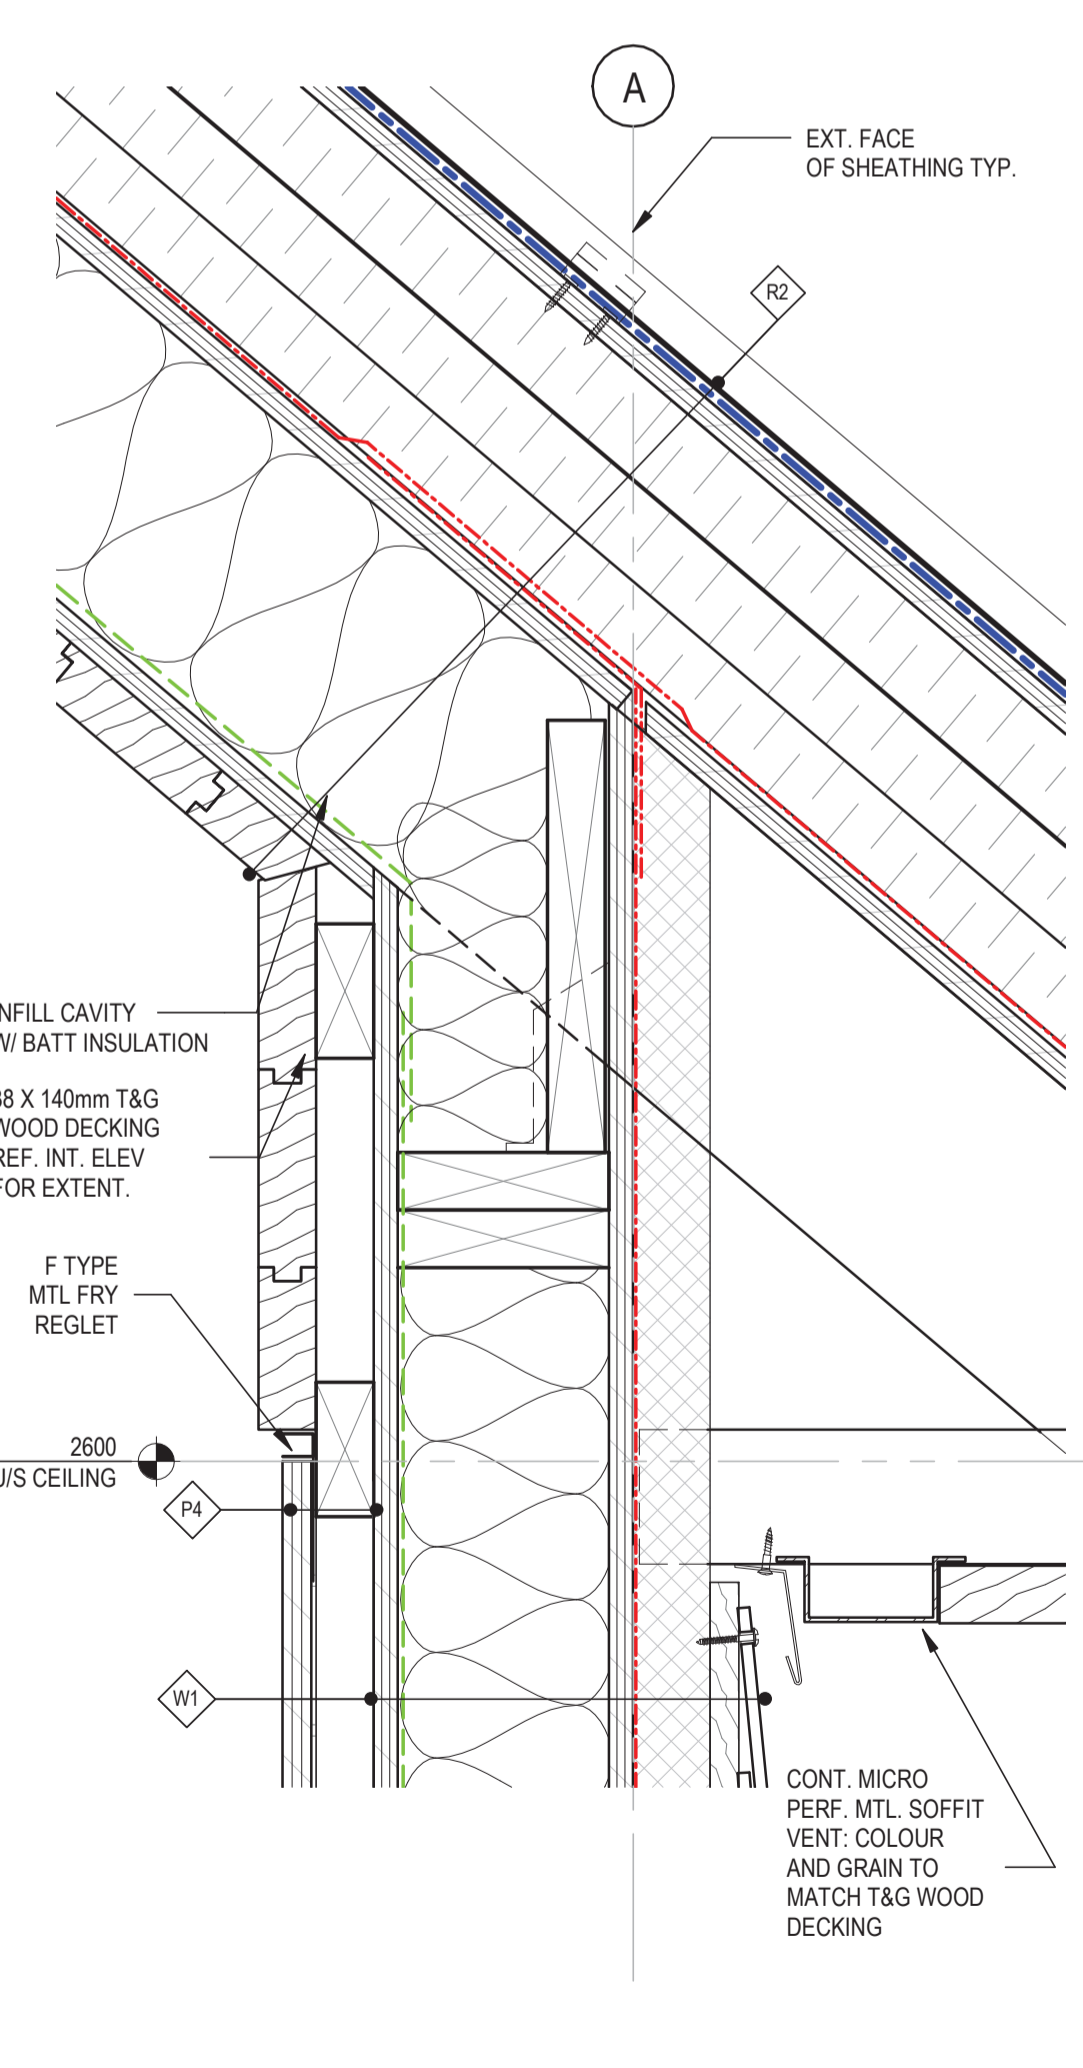 A
EXT. FACE
OF SHEATHING TYP.
R2
NFILL CAVITY
W/ BATT INSULATION
38 X 140mm T&G
WOOD DECKING
REF. INT. ELEV
FOR EXTENT.
F TYPE
MTL FRY
REGLET
2600
U/S CEILING
P4
W1
CONT. MICRO
PERF. MTL. SOFFIT
VENT: COLOUR
AND GRAIN TO
MATCH T&G WOOD
DECKING